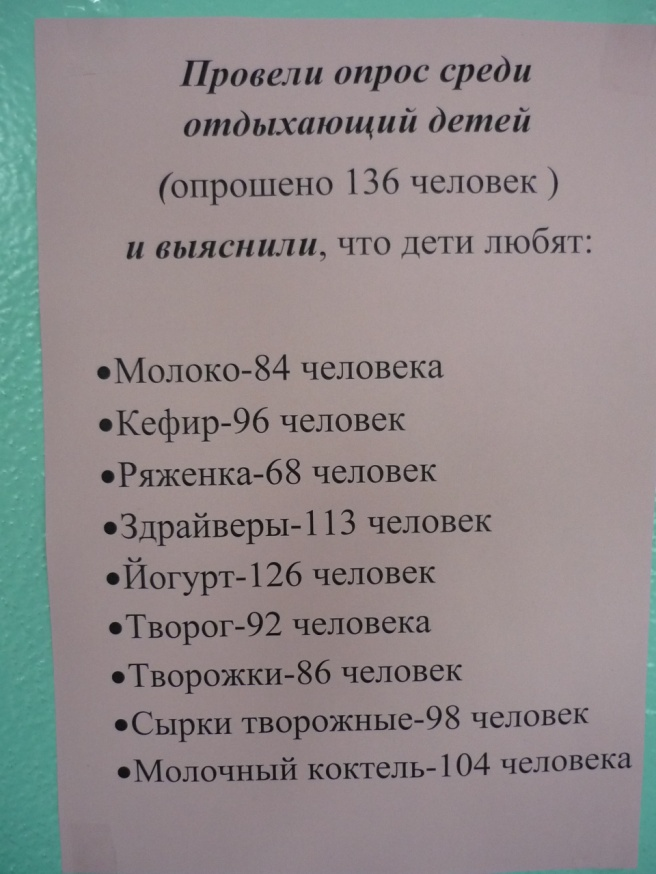 Провели опрос среди
отдыхающий детей
(опрошено 136 человек )
и выяснили, что дети любят:
•Молоко-84 человека
•Кефир-96 человек
•Ряженка-68 человек
•Здрайверы-113 человек
•Йогурт-126 человек
•Творог-92 человека
•Творожки-86 человек
•Сырки творожные-98 человек
•Молочный коктель-104 человека